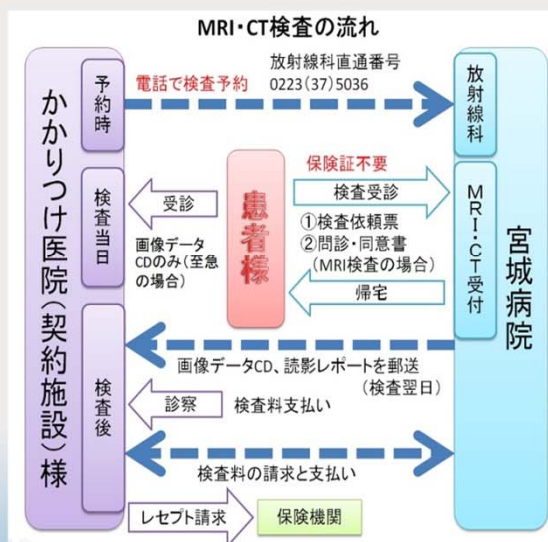 MRI・CT検査の流れ
かかりつけ医院(契約施設)様
予約時
電話で検査予約
放射線科直通番号
0223(37)5036
放射線科
宮城病院
検査当日
受診
画像データ
CDのみ(至急
の場合)
患者様
保険証不要
検査受診
①検査依頼票
②問診・同意書
(MRI検査の場合)
帰宅
MRI・CT受付
画像データCD、読影レポートを郵送
(検査翌日)
検査後
診察
検査料支払い
検査料の請求と支払い
レセプト請求
保険機関